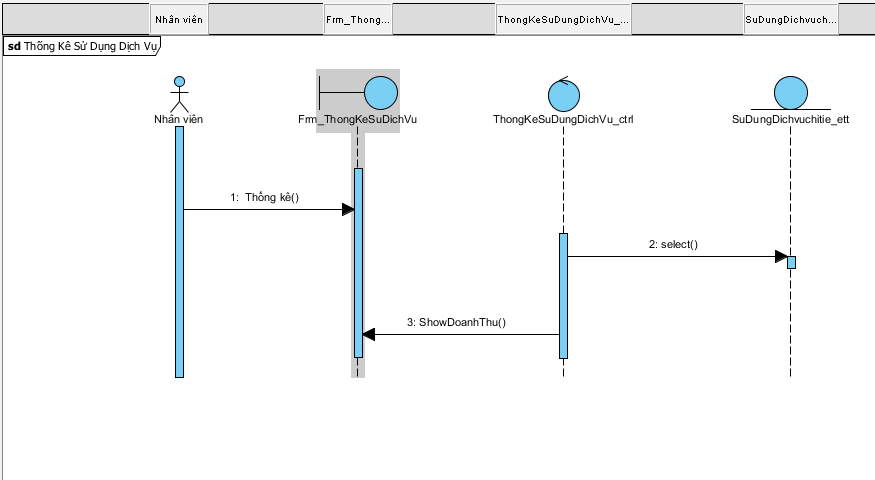 Nhân viên
Frm_Thong...
ThongKeSuDungDichVu_...
SuDungDichvuch...
sd Thống Kê Sử Dụng Dịch Vụ
Nhân viên
Frm_ThongKeSuDichVu
ThongKeSuDungDichVu_ctrl
SuDungDichvuchitie_ett
1: Thống kê()
2: select()
3: ShowDoanhThu()